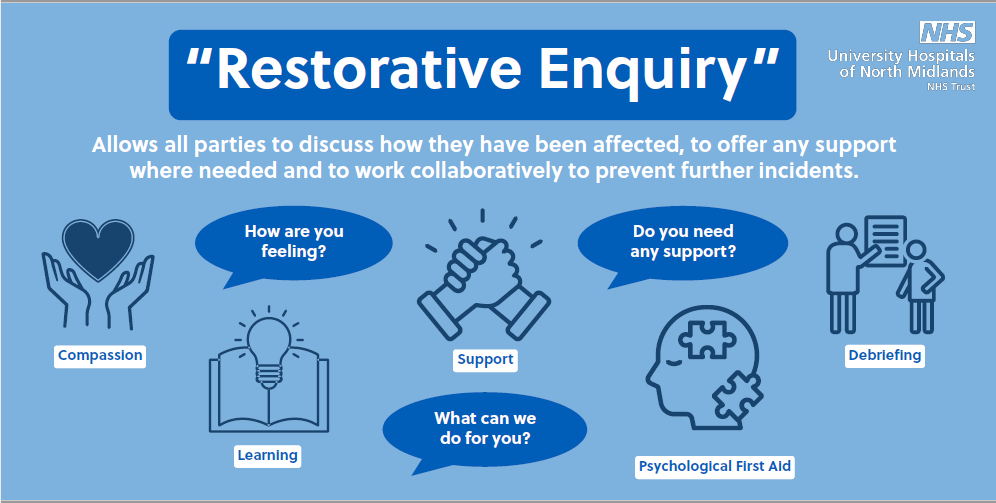 “Restorative Enquiry”
NHS
University Hospitals
of North Midlands
NHS Trust
Allows all parties to discuss how they have been affected, to offer any support
where needed and to work collaboratively to prevent further incidents.
How are you
feeling?
Do you need
any support?
Compassion
Support
Debriefing
What can we
do for you?
Learning
Psychological First Aid